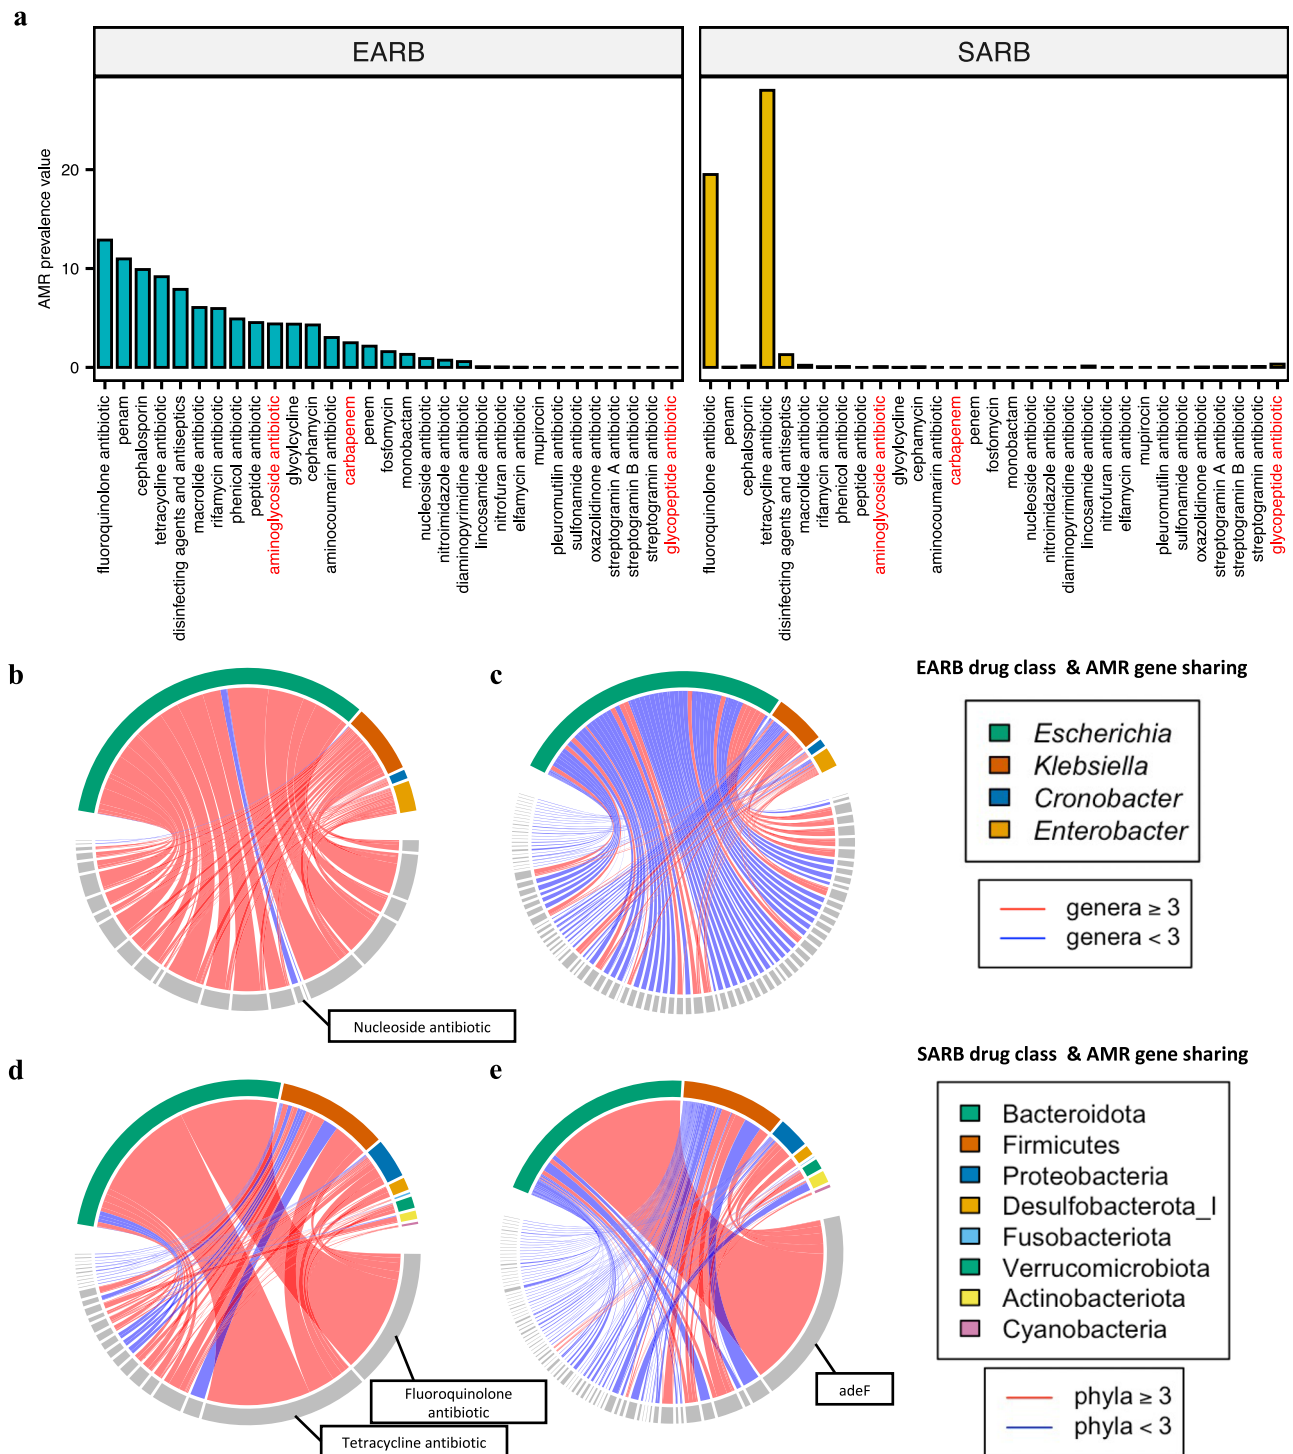 a
EARB
SARB
AMR prevalence value
20
10
0
fluoroquinolone antibiotic
penam
cephalosporin
tetracycline antibiotic
disinfecting agents and antiseptics
macrolide antibiotic
rifamycin antibiotic
phenicol antibiotic
peptide antibiotic
aminoglycoside antibiotic
glycylcycline
cephamycin
aminocoumarin antibiotic
carbapenem
penem
fosfomycin
monobactam
nucleoside antibiotic
nitroimidazole antibiotic
diaminopyrimidine antibiotic
lincosamide antibiotic
nitrofuran antibiotic
elfamycin antibiotic
mupirocin
pleuromutilin antibiotic
sulfonamide antibiotic
oxazolidinone antibiotic
streptogramin A antibiotic
streptogramin B antibiotic
streptogramin antibiotic
glycopeptide antibiotic
fluoroquinolone antibiotic
penam
cephalosporin
tetracycline antibiotic
disinfecting agents and antiseptics
macrolide antibiotic
rifamycin antibiotic
phenicol antibiotic
peptide antibiotic
aminoglycoside antibiotic
glycylcycline
cephamycin
aminocoumarin antibiotic
carbapenem
penem
fosfomycin
monobactam
nucleoside antibiotic
nitroimidazole antibiotic
diaminopyrimidine antibiotic
lincosamide antibiotic
nitrofuran antibiotic
elfamycin antibiotic
mupirocin
pleuromutilin antibiotic
sulfonamide antibiotic
oxazolidinone antibiotic
streptogramin A antibiotic
streptogramin B antibiotic
streptogramin antibiotic
glycopeptide antibiotic
b
c
EARB drug class & AMR gene sharing
Escherichia
Klebsiella
Cronobacter
Enterobacter
genera ≥ 3
genera < 3
Nucleoside antibiotic
d
e
SARB drug class & AMR gene sharing
Bacteroidota
Firmicutes
Proteobacteria
Desulfobacterota_I
Fusobacteriota
Verrucomicrobiota
Actinobacteriota
Cyanobacteria
phyla ≥ 3
phyla < 3
Fluoroquinolone
antibiotic
Tetracycline antibiotic
adeF